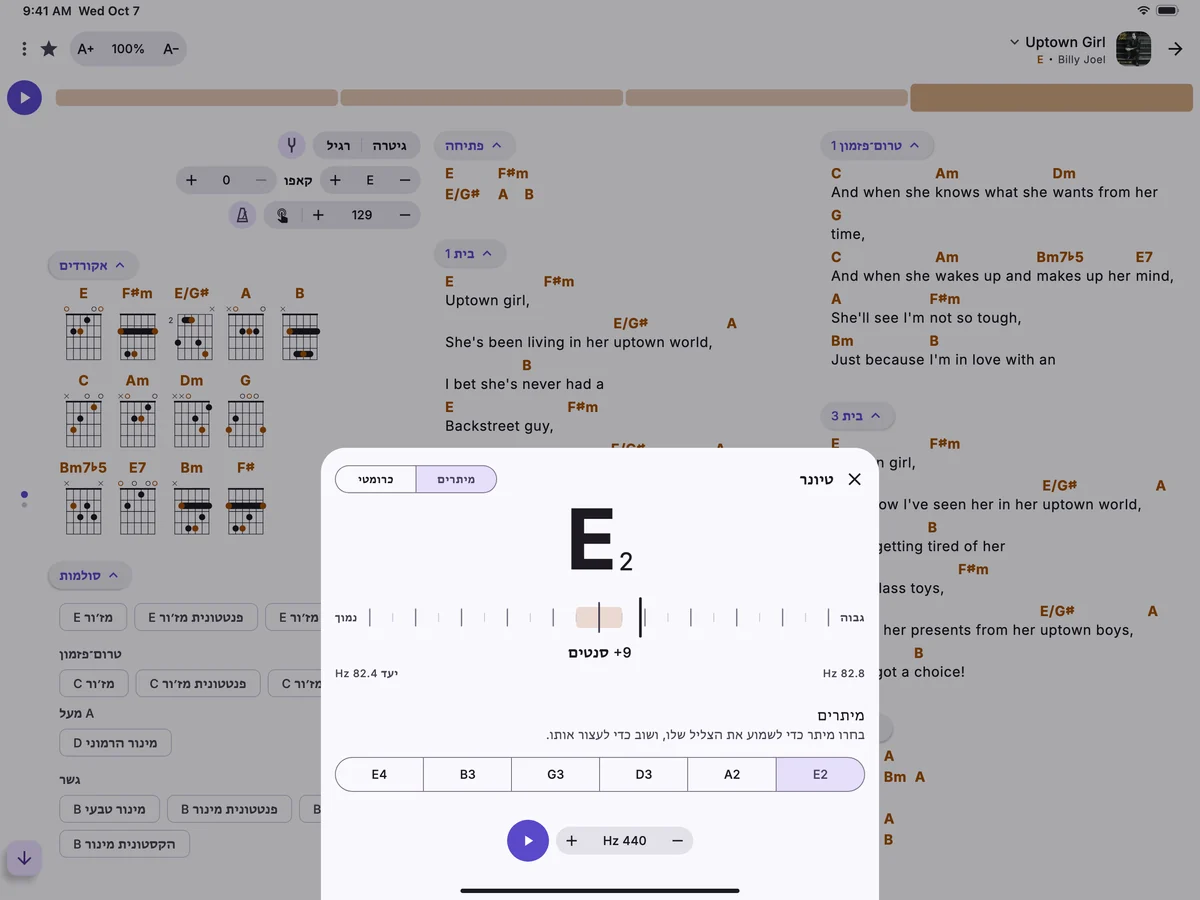 9:41 AM Wed Oct 7
A+ 100% A−
Uptown Girl
E • Billy Joel
גיטרה רגיל
E
קאפו
0
129
אקורדים
E F#m E/G# A B
2
C Am Dm G
Bm7♭5 E7 Bm F#
סולמות
E מז׳ור
E פנטטונית מז׳ור
E מז׳
טרום־פזמון
C מז׳ור
C פנטטונית מז׳ור
C מז׳
מעל A
D מינור הרמוני
גשר
B מינור טבעי
B פנטטונית מינור
B
B הקסטונית מינור
פתיחה
E F#m
E/G# A B
בית 1
E F#m
Uptown girl,
E/G# A
She's been living in her uptown world,
B
I bet she's never had a
E F#m
Backstreet guy,
E/G# A
טרום־פזמון 1
C Am Dm
And when she knows what she wants from her
G
time,
C Am Bm7♭5 E7
And when she wakes up and makes up her mind,
A F#m
She'll see I'm not so tough,
Bm B
Just because I'm in love with an
בית 3
E F#m
n girl,
E/G# A
ow I've seen her in her uptown world,
B
getting tired of her
F#m
lass toys,
E/G# A
her presents from her uptown boys,
B
got a choice!
A
Bm A
A
B
טיונר
מיתרים
כרומטי
E2
נמוך
גבוה
+9 סנטים
יעד 82.4 Hz
82.8 Hz
מיתרים
בחרו מיתר כדי לשמוע את הצליל שלו, ושוב כדי לעצור אותו.
E4 B3 G3 D3 A2 E2
+ Hz 440 −